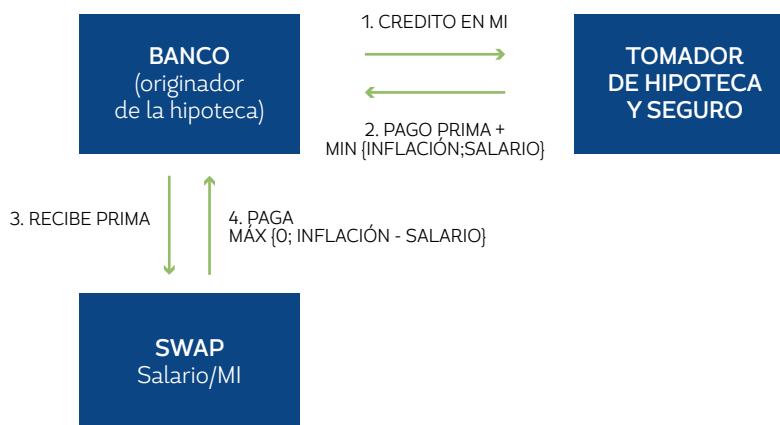 1. CREDITO EN MI
BANCO
(originador
de la hipoteca)
TOMADOR
DE HIPOTECA
Y SEGURO
2. PAGO PRIMA +
MIN {INFLACIÓN;SALARIO}
3. RECIBE PRIMA
4. PAGA
MÁX {0; INFLACIÓN - SALARIO}
SWAP
Salario/MI